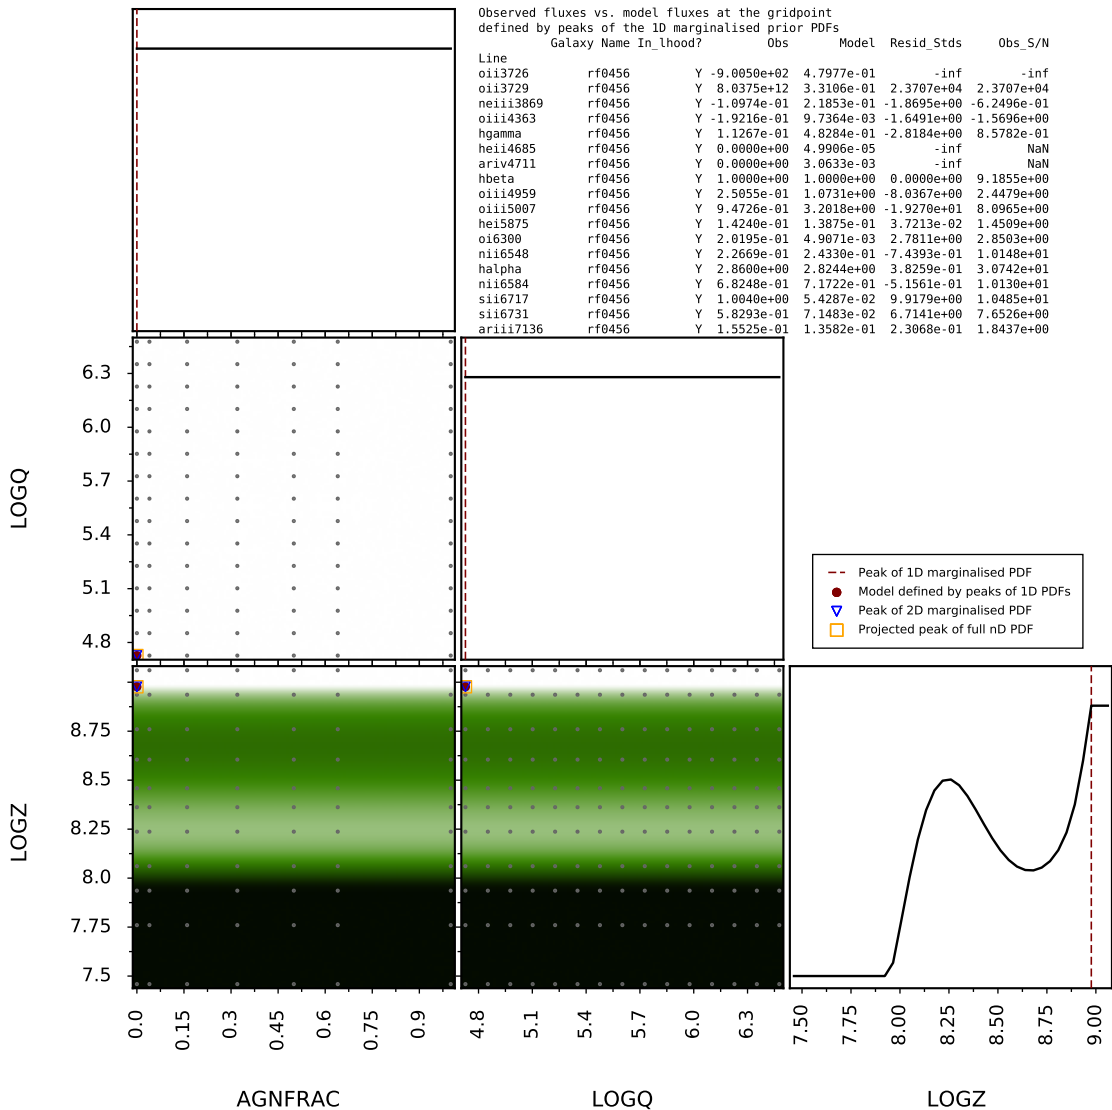 Observed fluxes vs. model fluxes at the gridpoint
defined by peaks of the 1D marginalised prior PDFs
Galaxy Name In_lhood? Obs Model Resid_Stds Obs_S/N
Line
oii3726 rf0456 Y -9.0050e+02 4.7977e-01 -inf -inf
oii3729 rf0456 Y 8.0375e+12 3.3106e-01 2.3707e+04 2.3707e+04
neiii3869 rf0456 Y -1.0974e-01 2.1853e-01 -1.8695e+00 -6.2496e-01
oiii4363 rf0456 Y -1.9216e-01 9.7364e-03 -1.6491e+00 -1.5696e+00
hgamma rf0456 Y 1.1267e-01 4.8284e-01 -2.8184e+00 8.5782e-01
heii4685 rf0456 Y 0.0000e+00 4.9906e-05 -inf NaN
ariv4711 rf0456 Y 0.0000e+00 3.0633e-03 -inf NaN
hbeta rf0456 Y 1.0000e+00 1.0000e+00 0.0000e+00 9.1855e+00
oiii4959 rf0456 Y 2.5055e-01 1.0731e+00 -8.0367e+00 2.4479e+00
oiii5007 rf0456 Y 9.4726e-01 3.2018e+00 -1.9270e+01 8.0965e+00
hei5875 rf0456 Y 1.4240e-01 1.3875e-01 3.7213e-02 1.4509e+00
oi6300 rf0456 Y 2.0195e-01 4.9071e-03 2.7811e+00 2.8503e+00
nii6548 rf0456 Y 2.2669e-01 2.4330e-01 -7.4393e-01 1.0148e+01
halpha rf0456 Y 2.8600e+00 2.8244e+00 3.8259e-01 3.0742e+01
nii6584 rf0456 Y 6.8248e-01 7.1722e-01 -5.1561e-01 1.0130e+01
sii6717 rf0456 Y 1.0040e+00 5.4287e-02 9.9179e+00 1.0485e+01
sii6731 rf0456 Y 5.8293e-01 7.1483e-02 6.7141e+00 7.6526e+00
ariii7136 rf0456 Y 1.5525e-01 1.3582e-01 2.3068e-01 1.8437e+00
6.3
6.0
5.7
5.4
5.1
4.8
LOGQ
Peak of 1D marginalised PDF
Model defined by peaks of 1D PDFs
Peak of 2D marginalised PDF
Projected peak of full nD PDF
8.75
8.5
8.25
8.0
7.75
7.5
LOGZ
0.0 0.15 0.3 0.45 0.6 0.75 0.9
4.8 5.1 5.4 5.7 6.0 6.3
7.50 7.75 8.00 8.25 8.50 8.75 9.00
AGNFRAC LOGQ LOGZ